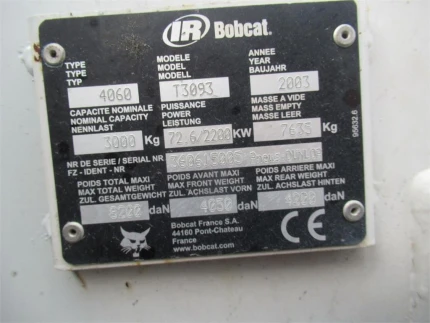 IR Bobcat.
TYPE MODELE ANNEE
TYPE MODEL YEAR
TYP MODELL BAUJAHR
4060 T3093 2003
CAPACITE NOMINALE PUISSANCE MASSE A VIDE
NOMINAL CAPACITY POWER MASS EMPTY
NENNLAST LEISTUNG MASSE LEER
3000 Kg 72.6/2200 KW 7635 Kg
NR DE SERIE / SERIAL NR
FZ - IDENT - NR
POIDS TOTAL MAXI POIDS AVANT MAXI POIDS ARRIERE MAXI
MAX TOTAL WEIGHT MAX FRONT WEIGHT MAX REAR WEIGHT
ZUL. GESAMTGEWICHT ZUL. ACHSLAST VORN ZUL. ACHSLAST HINTEN
daN daN daN
Bobcat France S.A.
44160 Pont-Chateau
France
www.bobcat.com
CE
95632.6